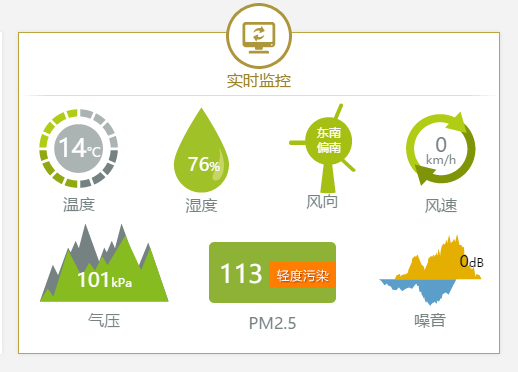 实时监控
14℃
温度
76%
湿度
东南
偏南
风向
0
km/h
风速
101kPa
气压
113 轻度污染
PM2.5
0dB
噪音